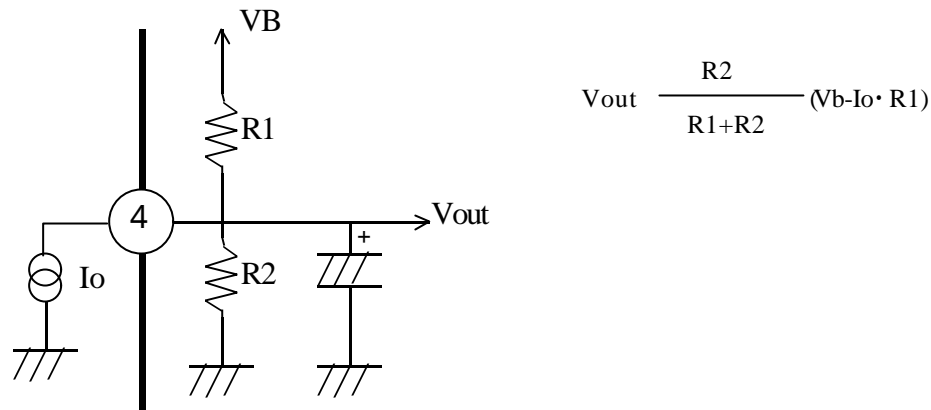 VB
R1
4
Vout
+
Io
R2
R2
Vout (Vb-Io・R1)
R1+R2